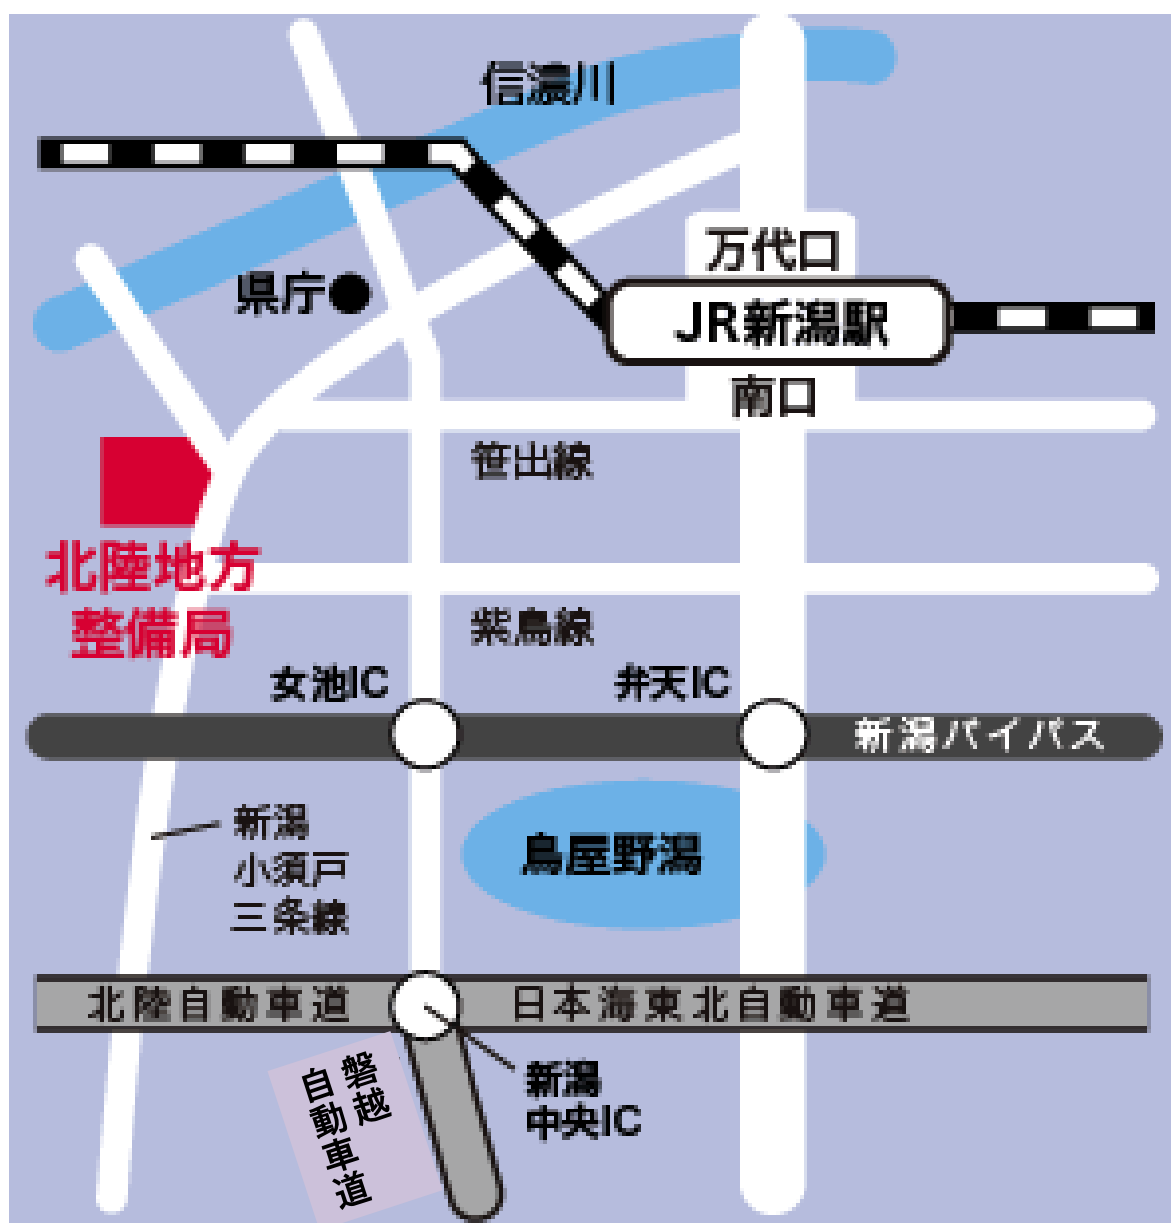 信濃川
万代口
県庁
JR新潟駅
南口
笹出線
北陸地方
整備局
紫鳥線
女池IC
弁天IC
新潟バイパス
新潟
小須戸
三条線
鳥屋野潟
北陸自動車道
日本海東北自動車道
磐越
自動車道
新潟
中央IC